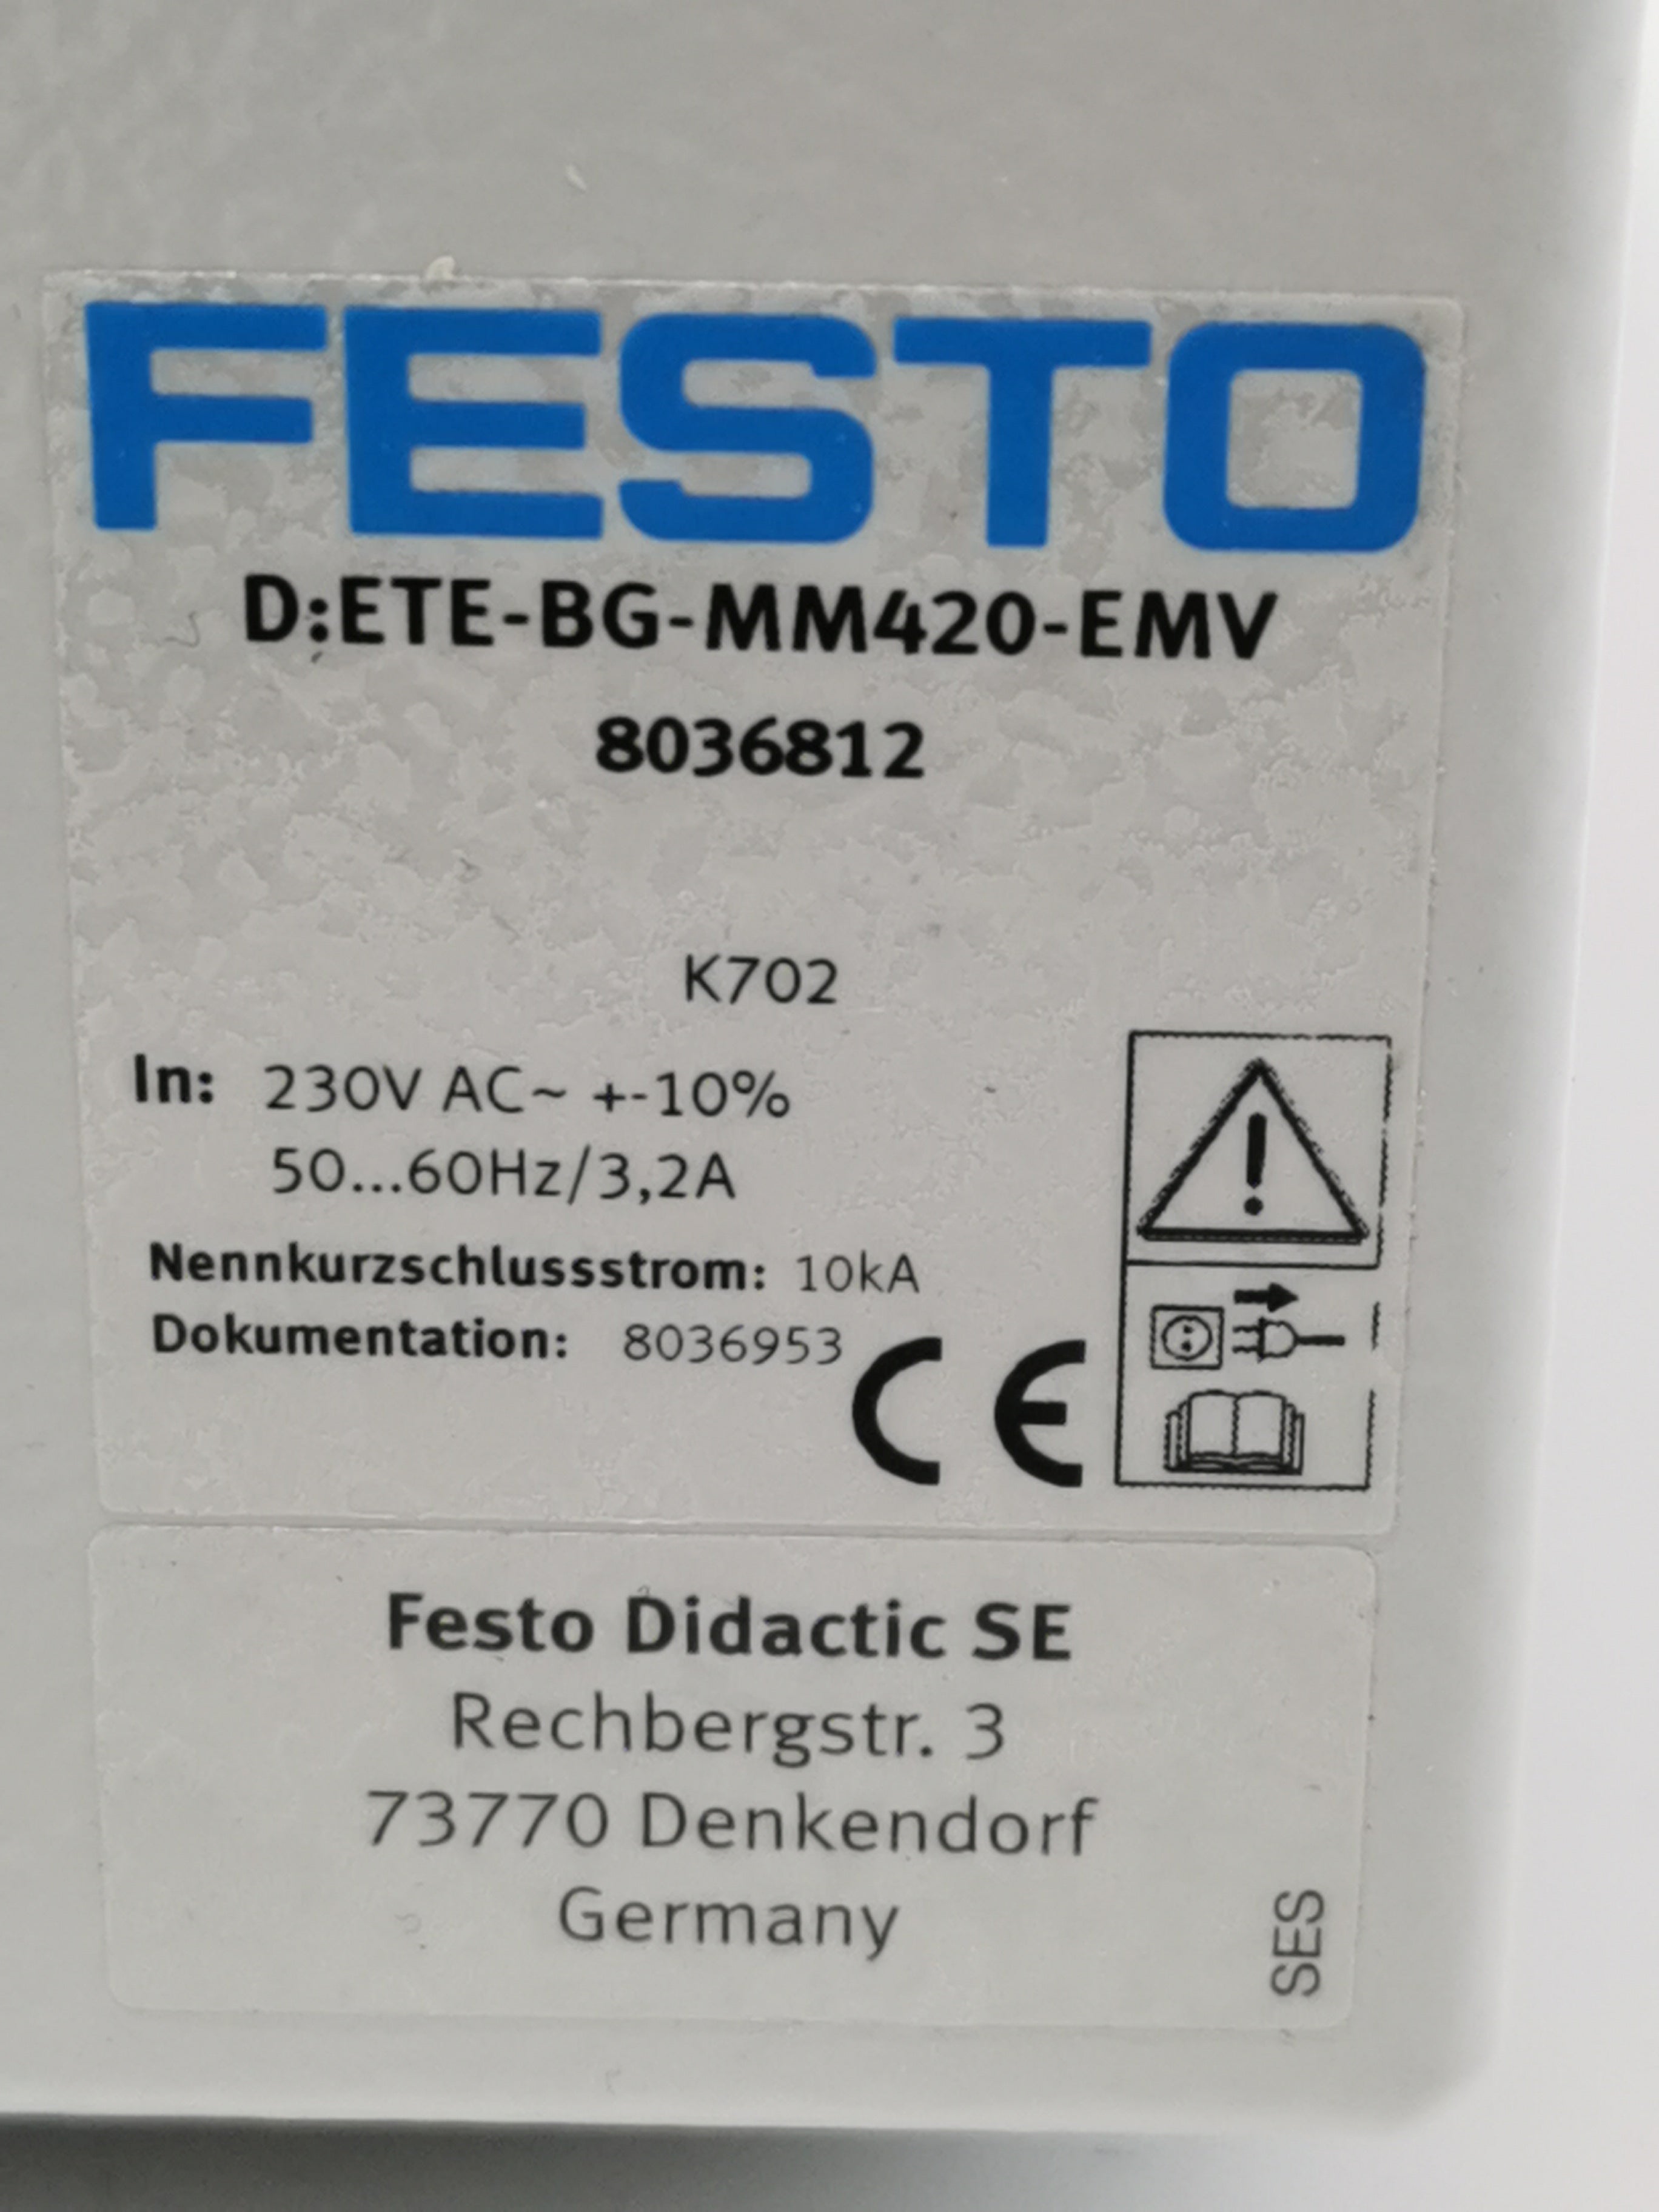 FESTO
D:ETE-BG-MM420-EMV
8036812
K702
In: 230V AC~ +-10%
50...60Hz/3,2A
Nennkurzschlussstrom: 10kA
Dokumentation: 8036953
CE
Festo Didactic SE
Rechbergstr. 3
73770 Denkendorf
Germany
SES